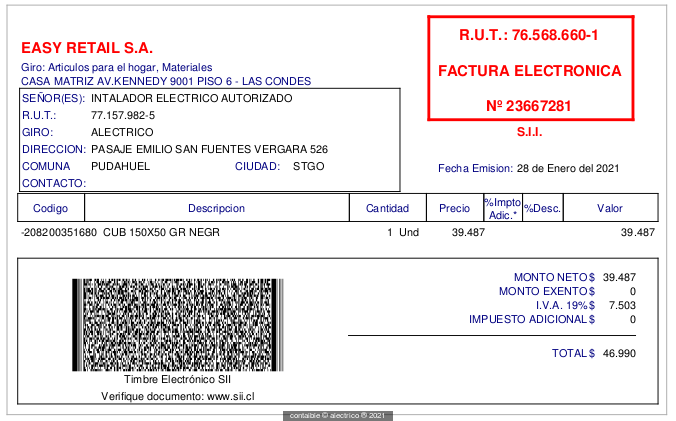 EASY RETAIL S.A.
Giro: Articulos para el hogar, Materiales
CASA MATRIZ AV.KENNEDY 9001 PISO 6 - LAS CONDES
R.U.T.: 76.568.660-1
FACTURA ELECTRONICA
Nº 23667281
S.I.I.
SEÑOR(ES): INTALADOR ELECTRICO AUTORIZADO
R.U.T.: 77.157.982-5
GIRO: ALECTRICO
DIRECCION: PASAJE EMILIO SAN FUENTES VERGARA 526
COMUNA PUDAHUEL CIUDAD: STGO
CONTACTO:
Fecha Emision: 28 de Enero del 2021
Codigo Descripcion Cantidad Precio %Impto Adic.* %Desc. Valor
-208200351680 CUB 150X50 GR NEGR 1 Und 39.487 39.487
MONTO NETO $ 39.487
MONTO EXENTO $ 0
I.V.A. 19% $ 7.503
IMPUESTO ADICIONAL $ 0
TOTAL $ 46.990
Timbre Electrónico SII
Verifique documento: www.sii.cl
contaible © alectrico ® 2021